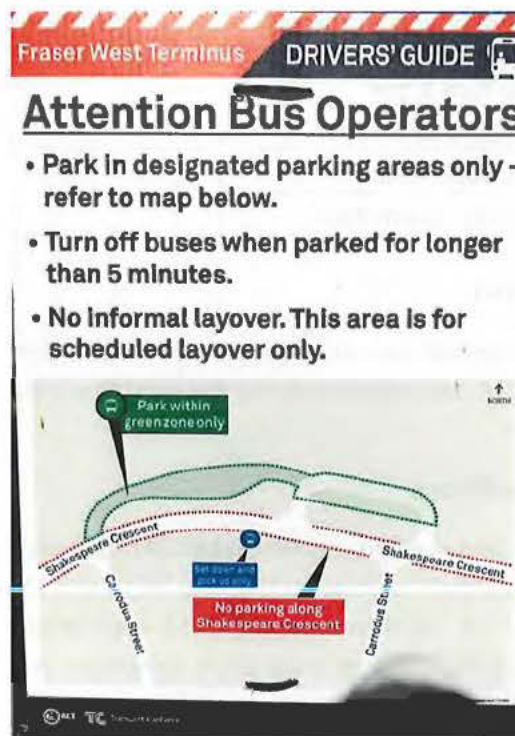 Fraser West Terminus
DRIVERS' GUIDE
Attention Bus Operators
• Park in designated parking areas only -
refer to map below.
• Turn off buses when parked for longer
than 5 minutes.
• No informal layover. This area is for
scheduled layover only.
Park within
green zone only
NORTH
Shakespeare Crescent
Shakespeare Crescent
Set down and
pick up only
No parking along
Shakespeare Crescent
Carrodus Street
Carrodus Street
ACT
TC